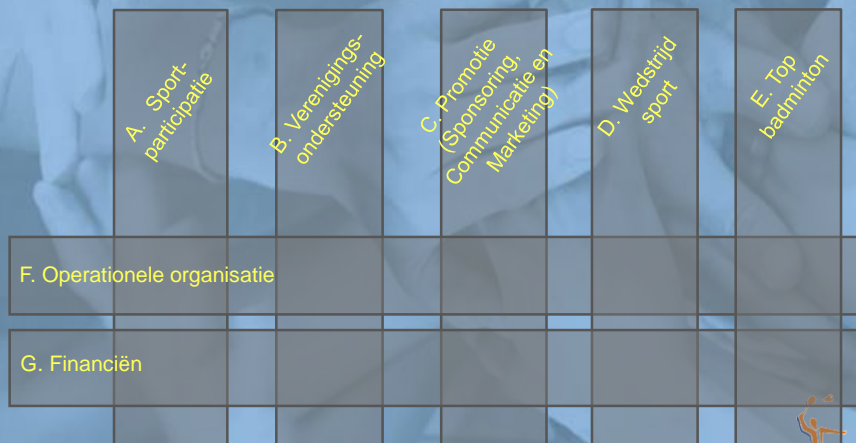 A. Sport-
participatie
B. Verenigings-
ondersteuning
C. Promotie
(Sponsoring,
Communicatie en
Marketing)
D. Wedstrijd
sport
E. Top
badminton
F. Operationele organisatie
G. Financiën